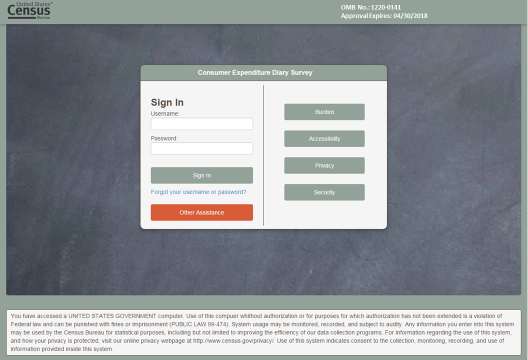 United States®
Census
Bureau
OMB No.: 1220-0141
Approval Expires: 04/30/2018
Consumer Expenditure Diary Survey
Sign In
Username:
Password:
Sign In
Forgot your username or password?
Other Assistance
Burden
Accessibility
Privacy
Security
You have accessed a UNITED STATES GOVERNMENT computer. Use of this compuer whithout authorization or for purposes for which authorization has not been extended is a violation of
Federal law and can be punished with fines or imprisonment (PUBLIC LAW 99-474). System usage may be monitored, recorded, and subject to audity. Any information you enter into this system
may be used by the Census Bureau for statistical purposes, including but not limited to improving the efficiency of our data collection programs. For information regarding the use of this system,
and how your privacy is protected, visit our online privacy webpage at http://www.census.gov/privacy/. Use of this system indicates consent to the collection, monitoring, recording, and use of
information provided inside this system.